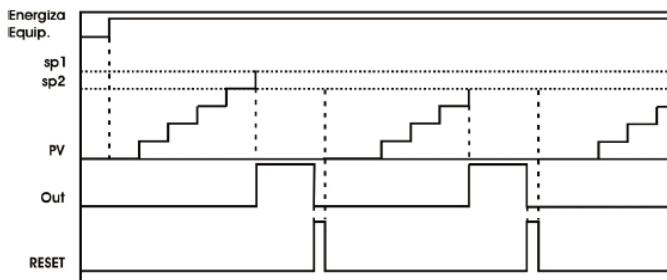 Energiza
Equip.
sp1
sp2
PV
Out
RESET